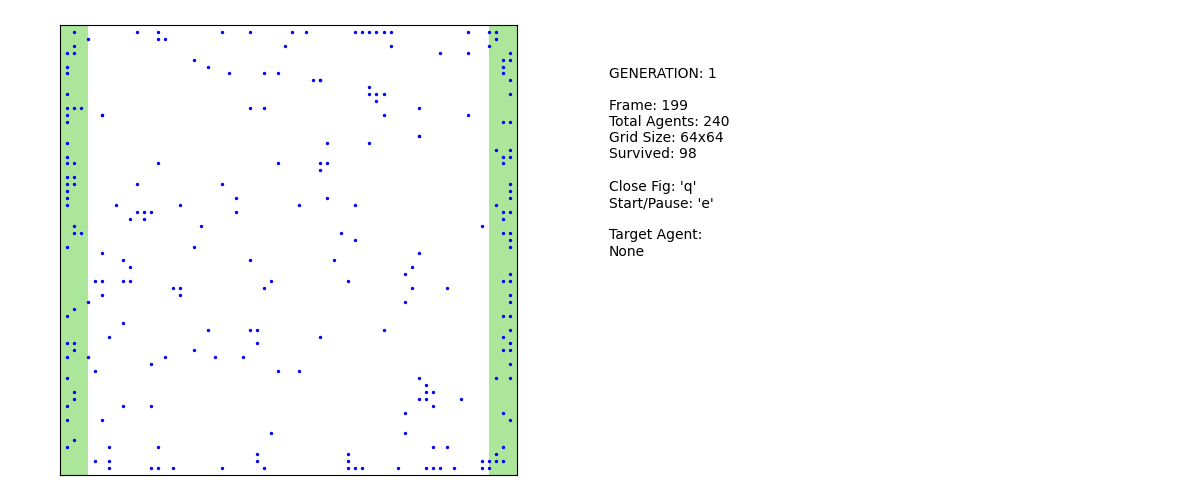 GENERATION: 1
Frame: 199
Total Agents: 240
Grid Size: 64x64
Survived: 98
Close Fig: 'q'
Start/Pause: 'e'
Target Agent:
None